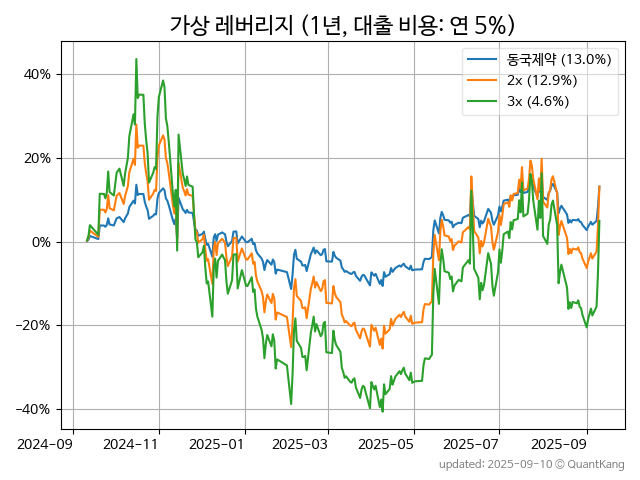 가상 레버리지 (1년, 대출 비용: 연 5%)
동국제약 (13.0%)
2x (12.9%)
3x (4.6%)
40%
20%
0%
−20%
−40%
2024-09 2024-11 2025-01 2025-03 2025-05 2025-07 2025-09
updated: 2025-09-10 © QuantKang